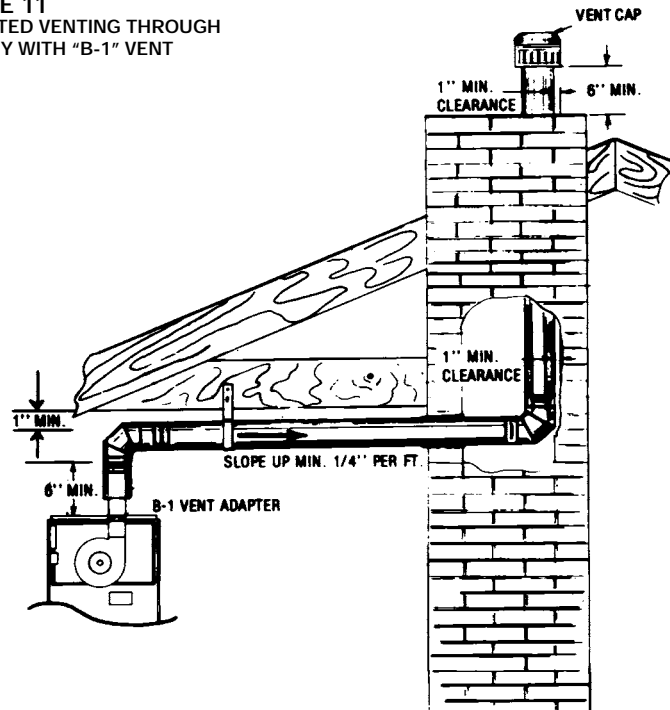 E 11
TED VENTING THROUGH
Y WITH “B-1” VENT
VENT CAP
1'' MIN.
CLEARANCE
6'' MIN.
1'' MIN.
CLEARANCE
1'' MIN.
SLOPE UP MIN. 1/4'' PER FT.
6'' MIN.
B-1 VENT ADAPTER